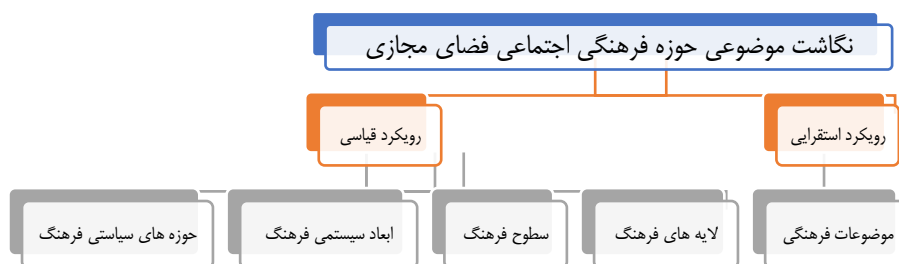 نگاشت موضوعی حوزه فرهنگی اجتماعی فضای مجازی
رویکرد استقرایی
رویکرد قیاسی
موضوعات فرهنگی
لایه های فرهنگ
سطوح فرهنگ
ابعاد سیستمی فرهنگ
حوزه های سیاستی فرهنگ